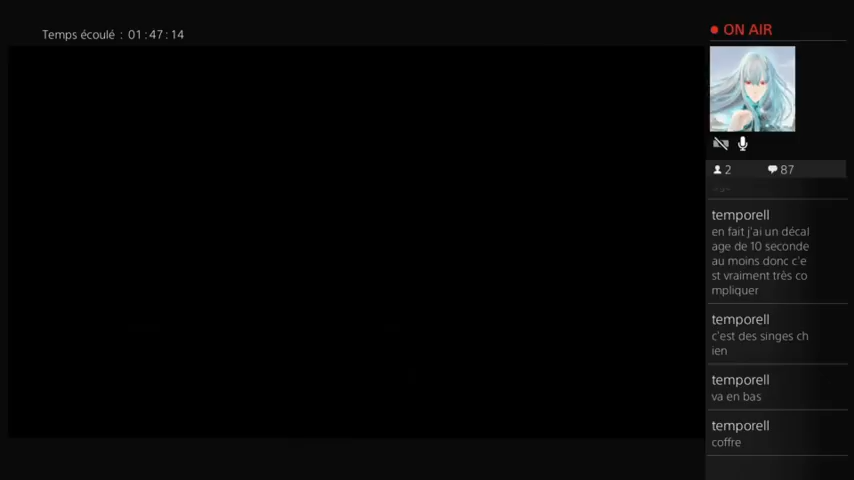 Temps écoulé : 01:47:14
ON AIR
2
87
temporell
en fait j'ai un décal
age de 10 seconde
au moins donc c'e
st vraiment très co
mpliquer
temporell
c'est des singes ch
ien
temporell
va en bas
temporell
coffre